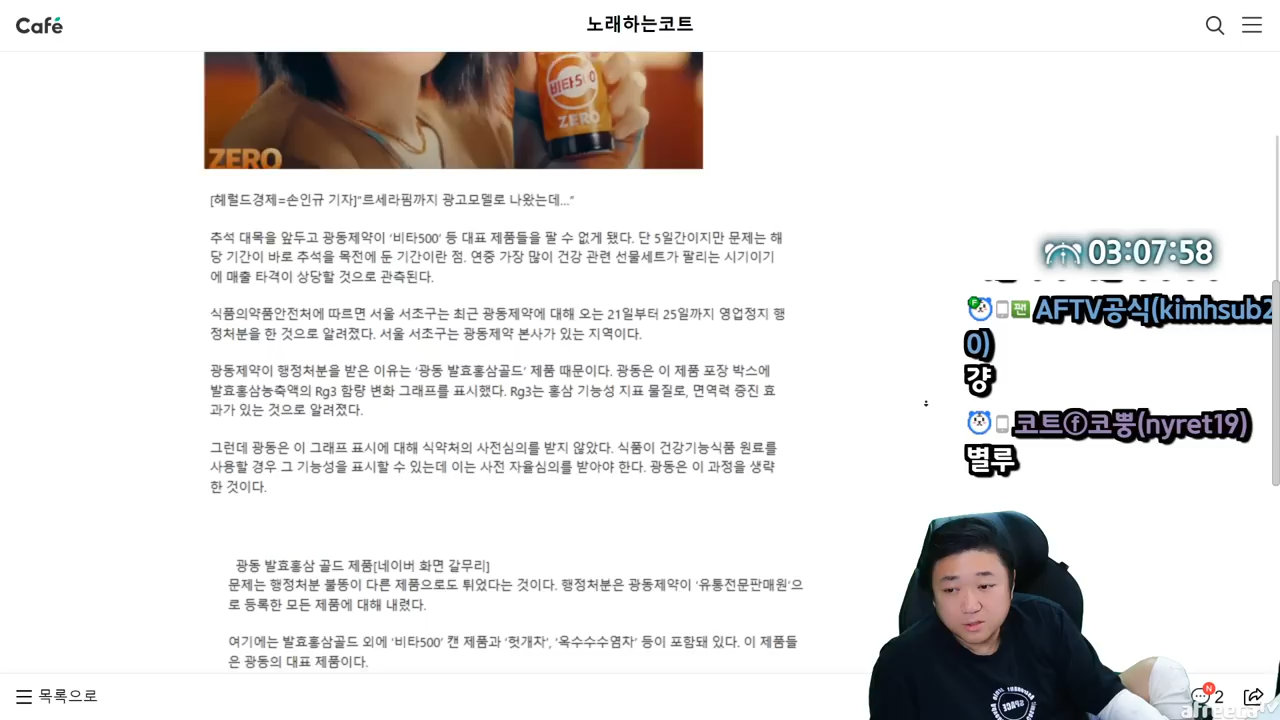 Café
노래하는코트
비타500
ZERO
ZERO
[헤럴드경제=손인규 기자]"르세라핌까지 광고모델로 나왔는데…"
추석 대목을 앞두고 광동제약이 ‘비타500’ 등 대표 제품들을 팔 수 없게 됐다. 단 5일간이지만 문제는 해
당 기간이 바로 추석을 목전에 둔 기간이란 점. 연중 가장 많이 건강 관련 선물세트가 팔리는 시기이기
에 매출 타격이 상당할 것으로 관측된다.
식품의약품안전처에 따르면 서울 서초구는 최근 광동제약에 대해 오는 21일부터 25일까지 영업정지 행
정처분을 한 것으로 알려졌다. 서울 서초구는 광동제약 본사가 있는 지역이다.
광동제약이 행정처분을 받은 이유는 ‘광동 발효홍삼골드’ 제품 때문이다. 광동은 이 제품 포장 박스에
발효홍삼농축액의 Rg3 함량 변화 그래프를 표시했다. Rg3는 홍삼 기능성 지표 물질로, 면역력 증진 효
과가 있는 것으로 알려졌다.
그런데 광동은 이 그래프 표시에 대해 식약처의 사전심의를 받지 않았다. 식품이 건강기능식품 원료를
사용할 경우 그 기능성을 표시할 수 있는데 이는 사전 자율심의를 받아야 한다. 광동은 이 과정을 생략
한 것이다.
광동 발효홍삼 골드 제품[네이버 화면 갈무리]
문제는 행정처분 불똥이 다른 제품으로도 튀었다는 것이다. 행정처분은 광동제약이 ‘유통전문판매원’으
로 등록한 모든 제품에 대해 내렸다.
여기에는 발효홍삼골드 외에 ‘비타500’ 캔 제품과 ‘헛개차’, ‘옥수수수염차’ 등이 포함돼 있다. 이 제품들
은 광동의 대표 제품이다.
03:07:58
F 팬 AFTV공식(kimhsub2
0)
걍
코트ⓕ코뿡(nyret19)
별루
SPACE
목록으로
N 2
afreecaTV